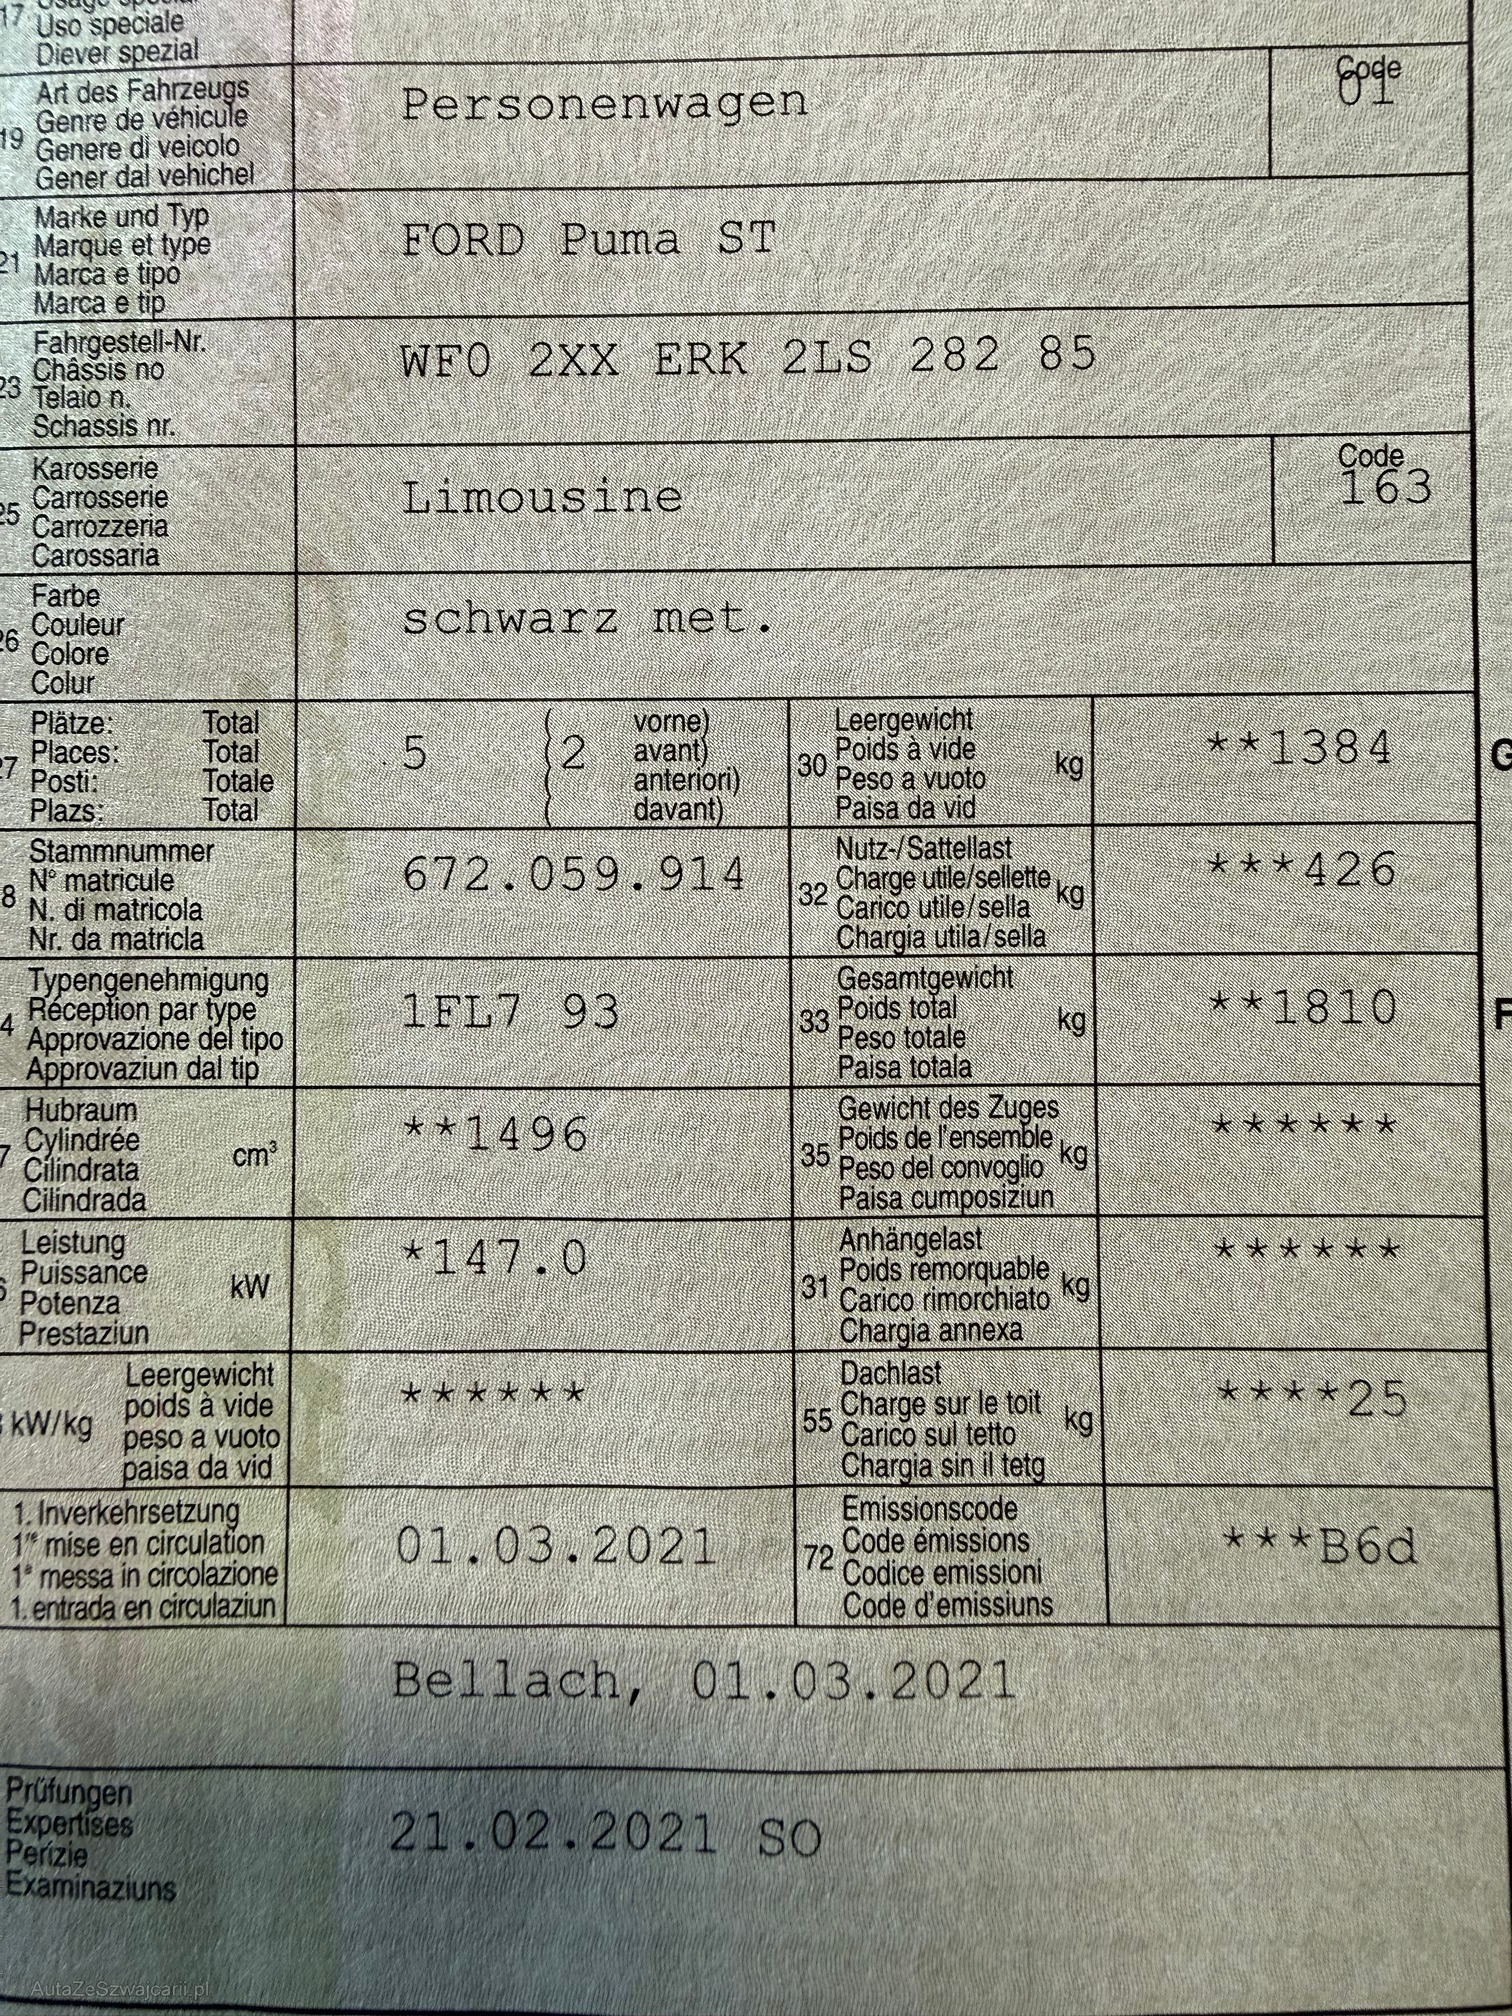 17 Usage spécial
Uso speciale
Diever spezial
19 Art des Fahrzeugs
Genre de véhicule
Genere di veicolo
Gener dal vehichel
Personenwagen
Code
01
21 Marke und Typ
Marque et type
Marca e tipo
Marca e tip
FORD Puma ST
23 Fahrgestell-Nr.
Châssis no
Telaio n.
Schassis nr.
WF0 2XX ERK 2LS 282 85
25 Karosserie
Carrosserie
Carrozzeria
Carossaria
Limousine
Code
163
26 Farbe
Couleur
Colore
Colur
schwarz met.
27 Plätze: Total
Places: Total
Posti: Totale
Plazs: Total
5 (2 vorne)
avant)
anteriori)
davant)
30 Leergewicht
Poids à vide
Peso a vuoto
Paisa da vid
kg
**1384
G
8 Stammnummer
N° matricule
N. di matricola
Nr. da matricla
672.059.914
32 Nutz-/Sattellast
Charge utile/sellette
Carico utile/sella
Chargia utila/sella
kg
***426
4 Typengenehmigung
Réception par type
Approvazione del tipo
Approvaziun dal tip
1FL7 93
33 Gesamtgewicht
Poids total
Peso totale
Paisa totala
kg
**1810
F
7 Hubraum
Cylindrée
Cilindrata
Cilindrada
cm³
**1496
35 Gewicht des Zuges
Poids de l'ensemble
Peso del convoglio
Paisa cumposiziun
kg
******
6 Leistung
Puissance
Potenza
Prestaziun
kW
*147.0
31 Anhängelast
Poids remorquable
Carico rimorchiato
Chargia annexa
kg
******
kW/kg
Leergewicht
poids à vide
peso a vuoto
paisa da vid
******
55 Dachlast
Charge sur le toit
Carico sul tetto
Chargia sin il tetg
kg
****25
1. Inverkehrsetzung
1re mise en circulation
1a messa in circolazione
1. entrada en circulaziun
01.03.2021
72 Emissionscode
Code émissions
Codice emissioni
Code d'emissiuns
***B6d
Bellach, 01.03.2021
Prüfungen
Expertises
Perizie
Examinaziuns
21.02.2021 SO
AutaZeSzwajcarii.pl